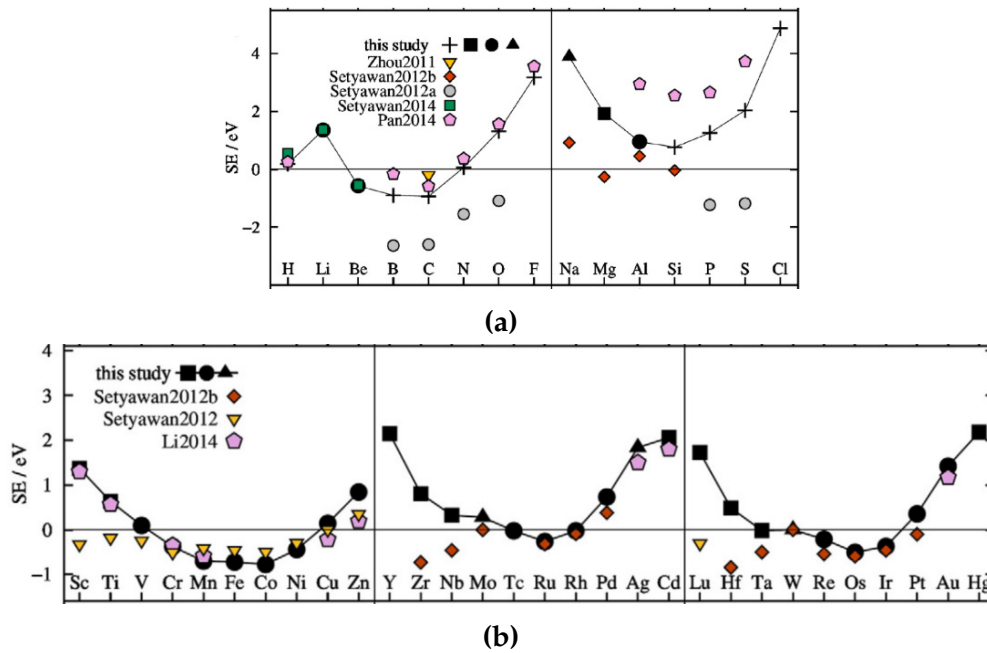 4
2
0
−2
SE / eV
this study
Zhou2011
Setyawan2012b
Setyawan2012a
Setyawan2014
Pan2014
H Li Be B C N O F Na Mg Al Si P S Cl
(a)
4
3
2
1
0
−1
SE / eV
this study
Setyawan2012b
Setyawan2012
Li2014
Sc Ti V Cr Mn Fe Co Ni Cu Zn Y Zr Nb Mo Tc Ru Rh Pd Ag Cd Lu Hf Ta W Re Os Ir Pt Au Hg
(b)